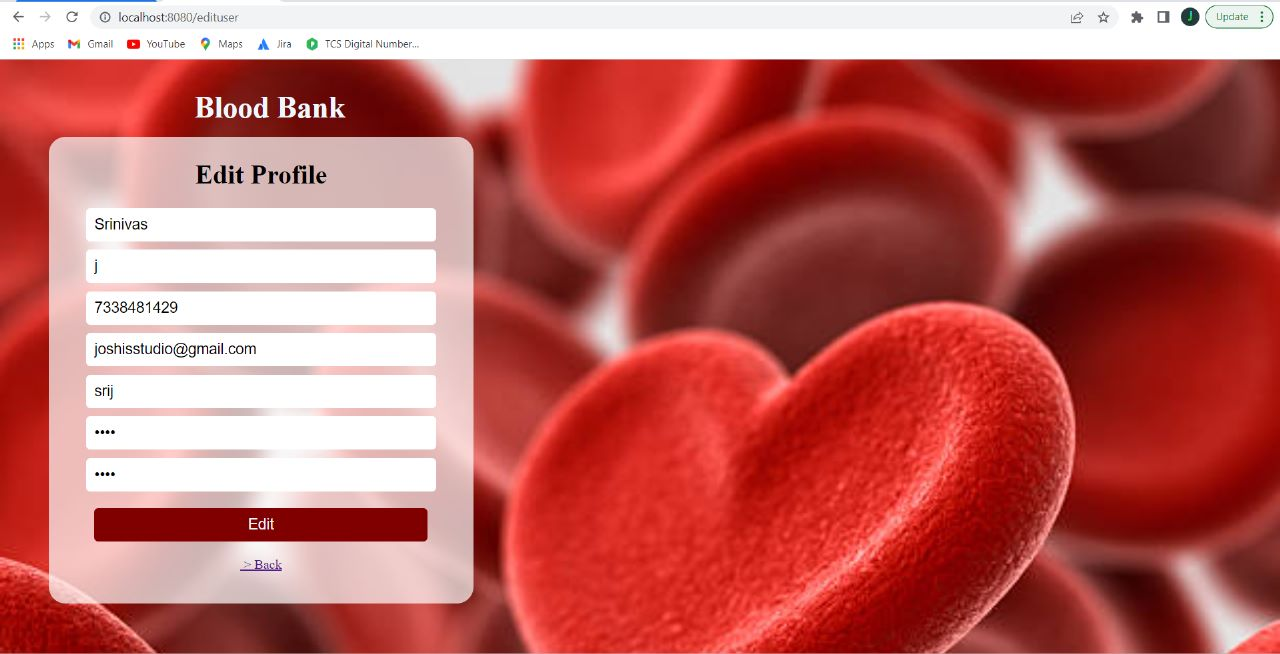 localhost:8080/edituser
J
Update
Apps Gmail YouTube Maps Jira TCS Digital Number...
Blood Bank
Edit Profile
Srinivas
j
7338481429
joshisstudio@gmail.com
srij
••••
••••
Edit
> Back